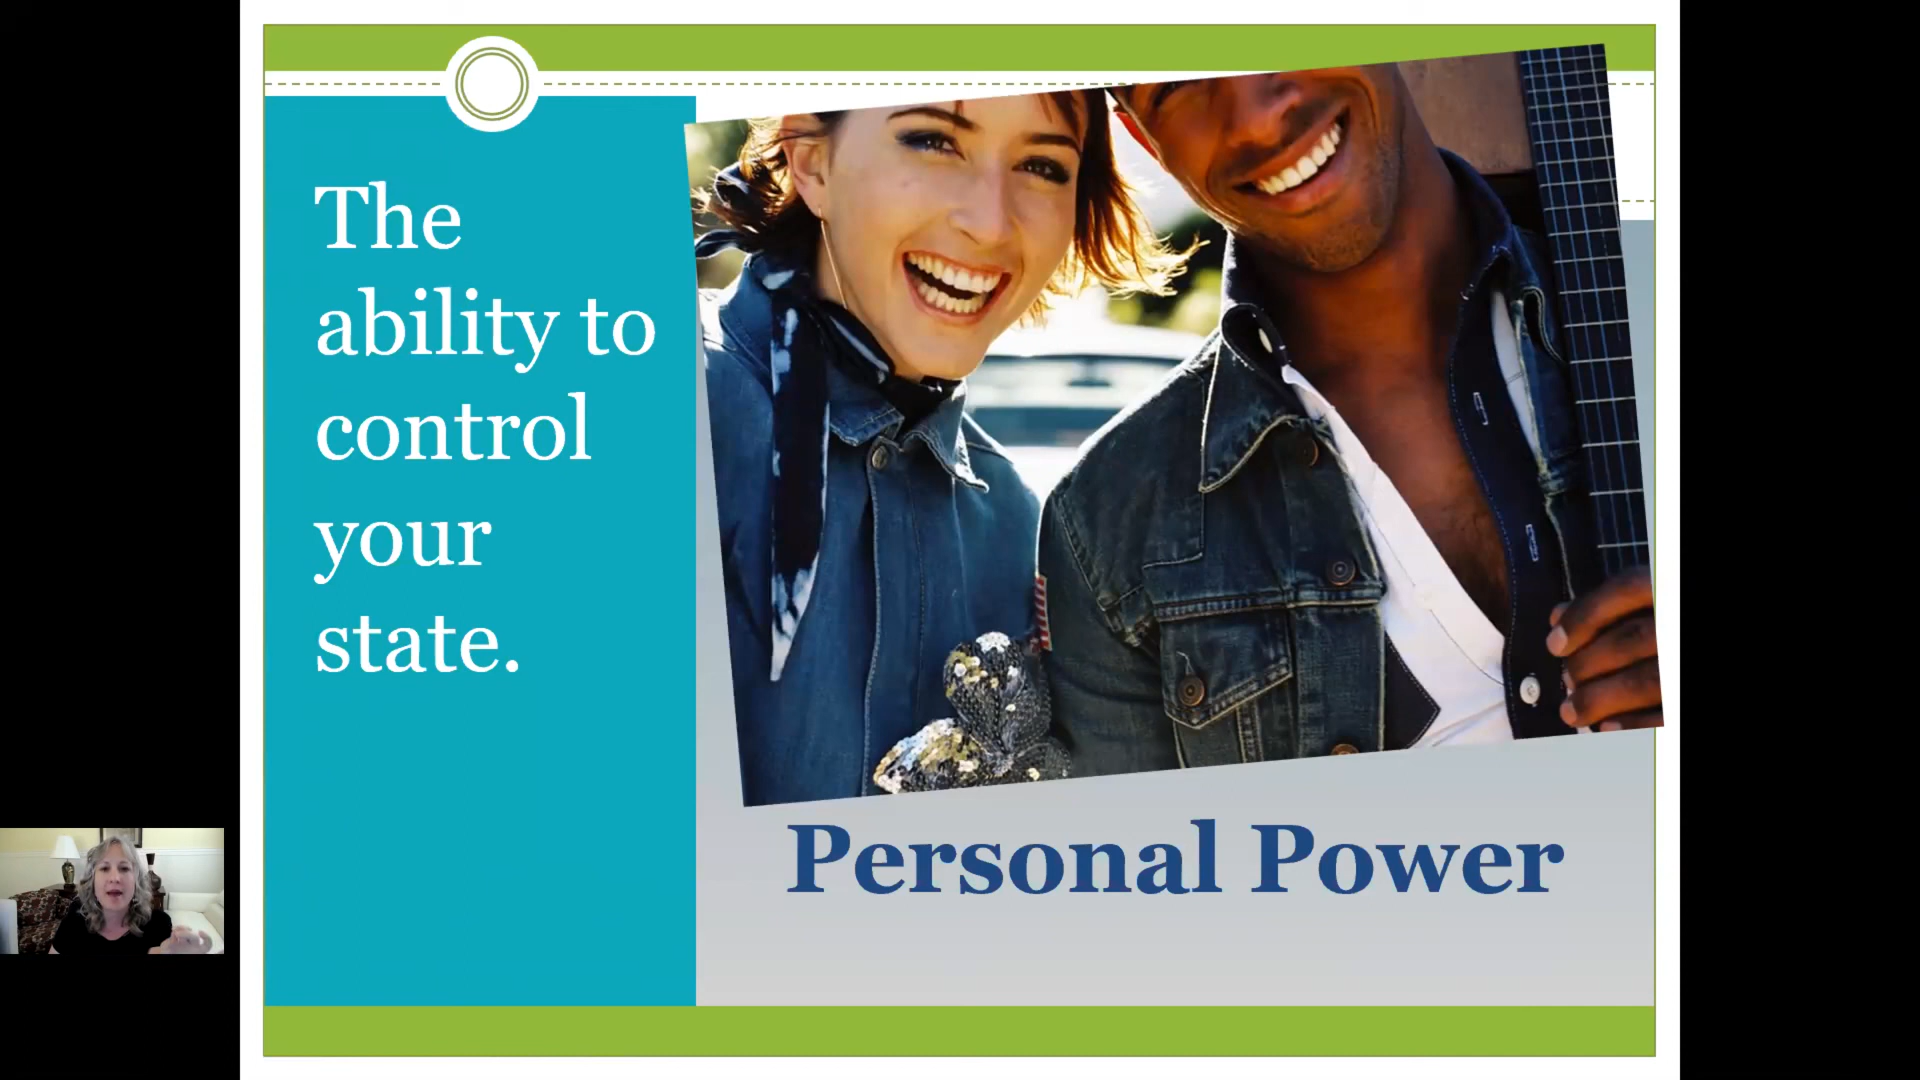 The
ability to
control
your
state.
Personal Power